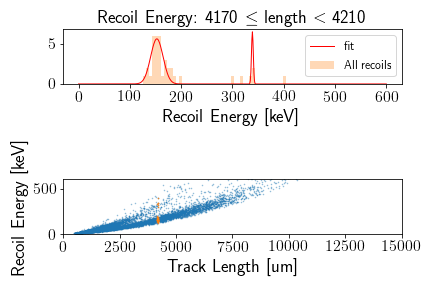 Recoil Energy: 4170 ≤ length < 4210
5
0
fit
All recoils
0 100 200 300 400 500 600
Recoil Energy [keV]
Recoil Energy [keV]
500
0
0 2500 5000 7500 10000 12500 15000
Track Length [um]